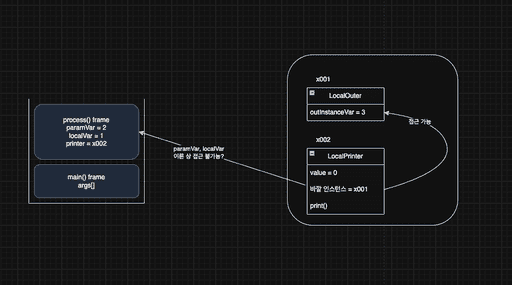 process() frame
paramVar = 2
localVar = 1
printer = x002
main() frame
args[]
paramVar, localVar
이론 상 접근 불가능?
x001
LocalOuter
outInstanceVar = 3
접근 가능
x002
LocalPrinter
value = 0
바깥 인스턴스 = x001
print()